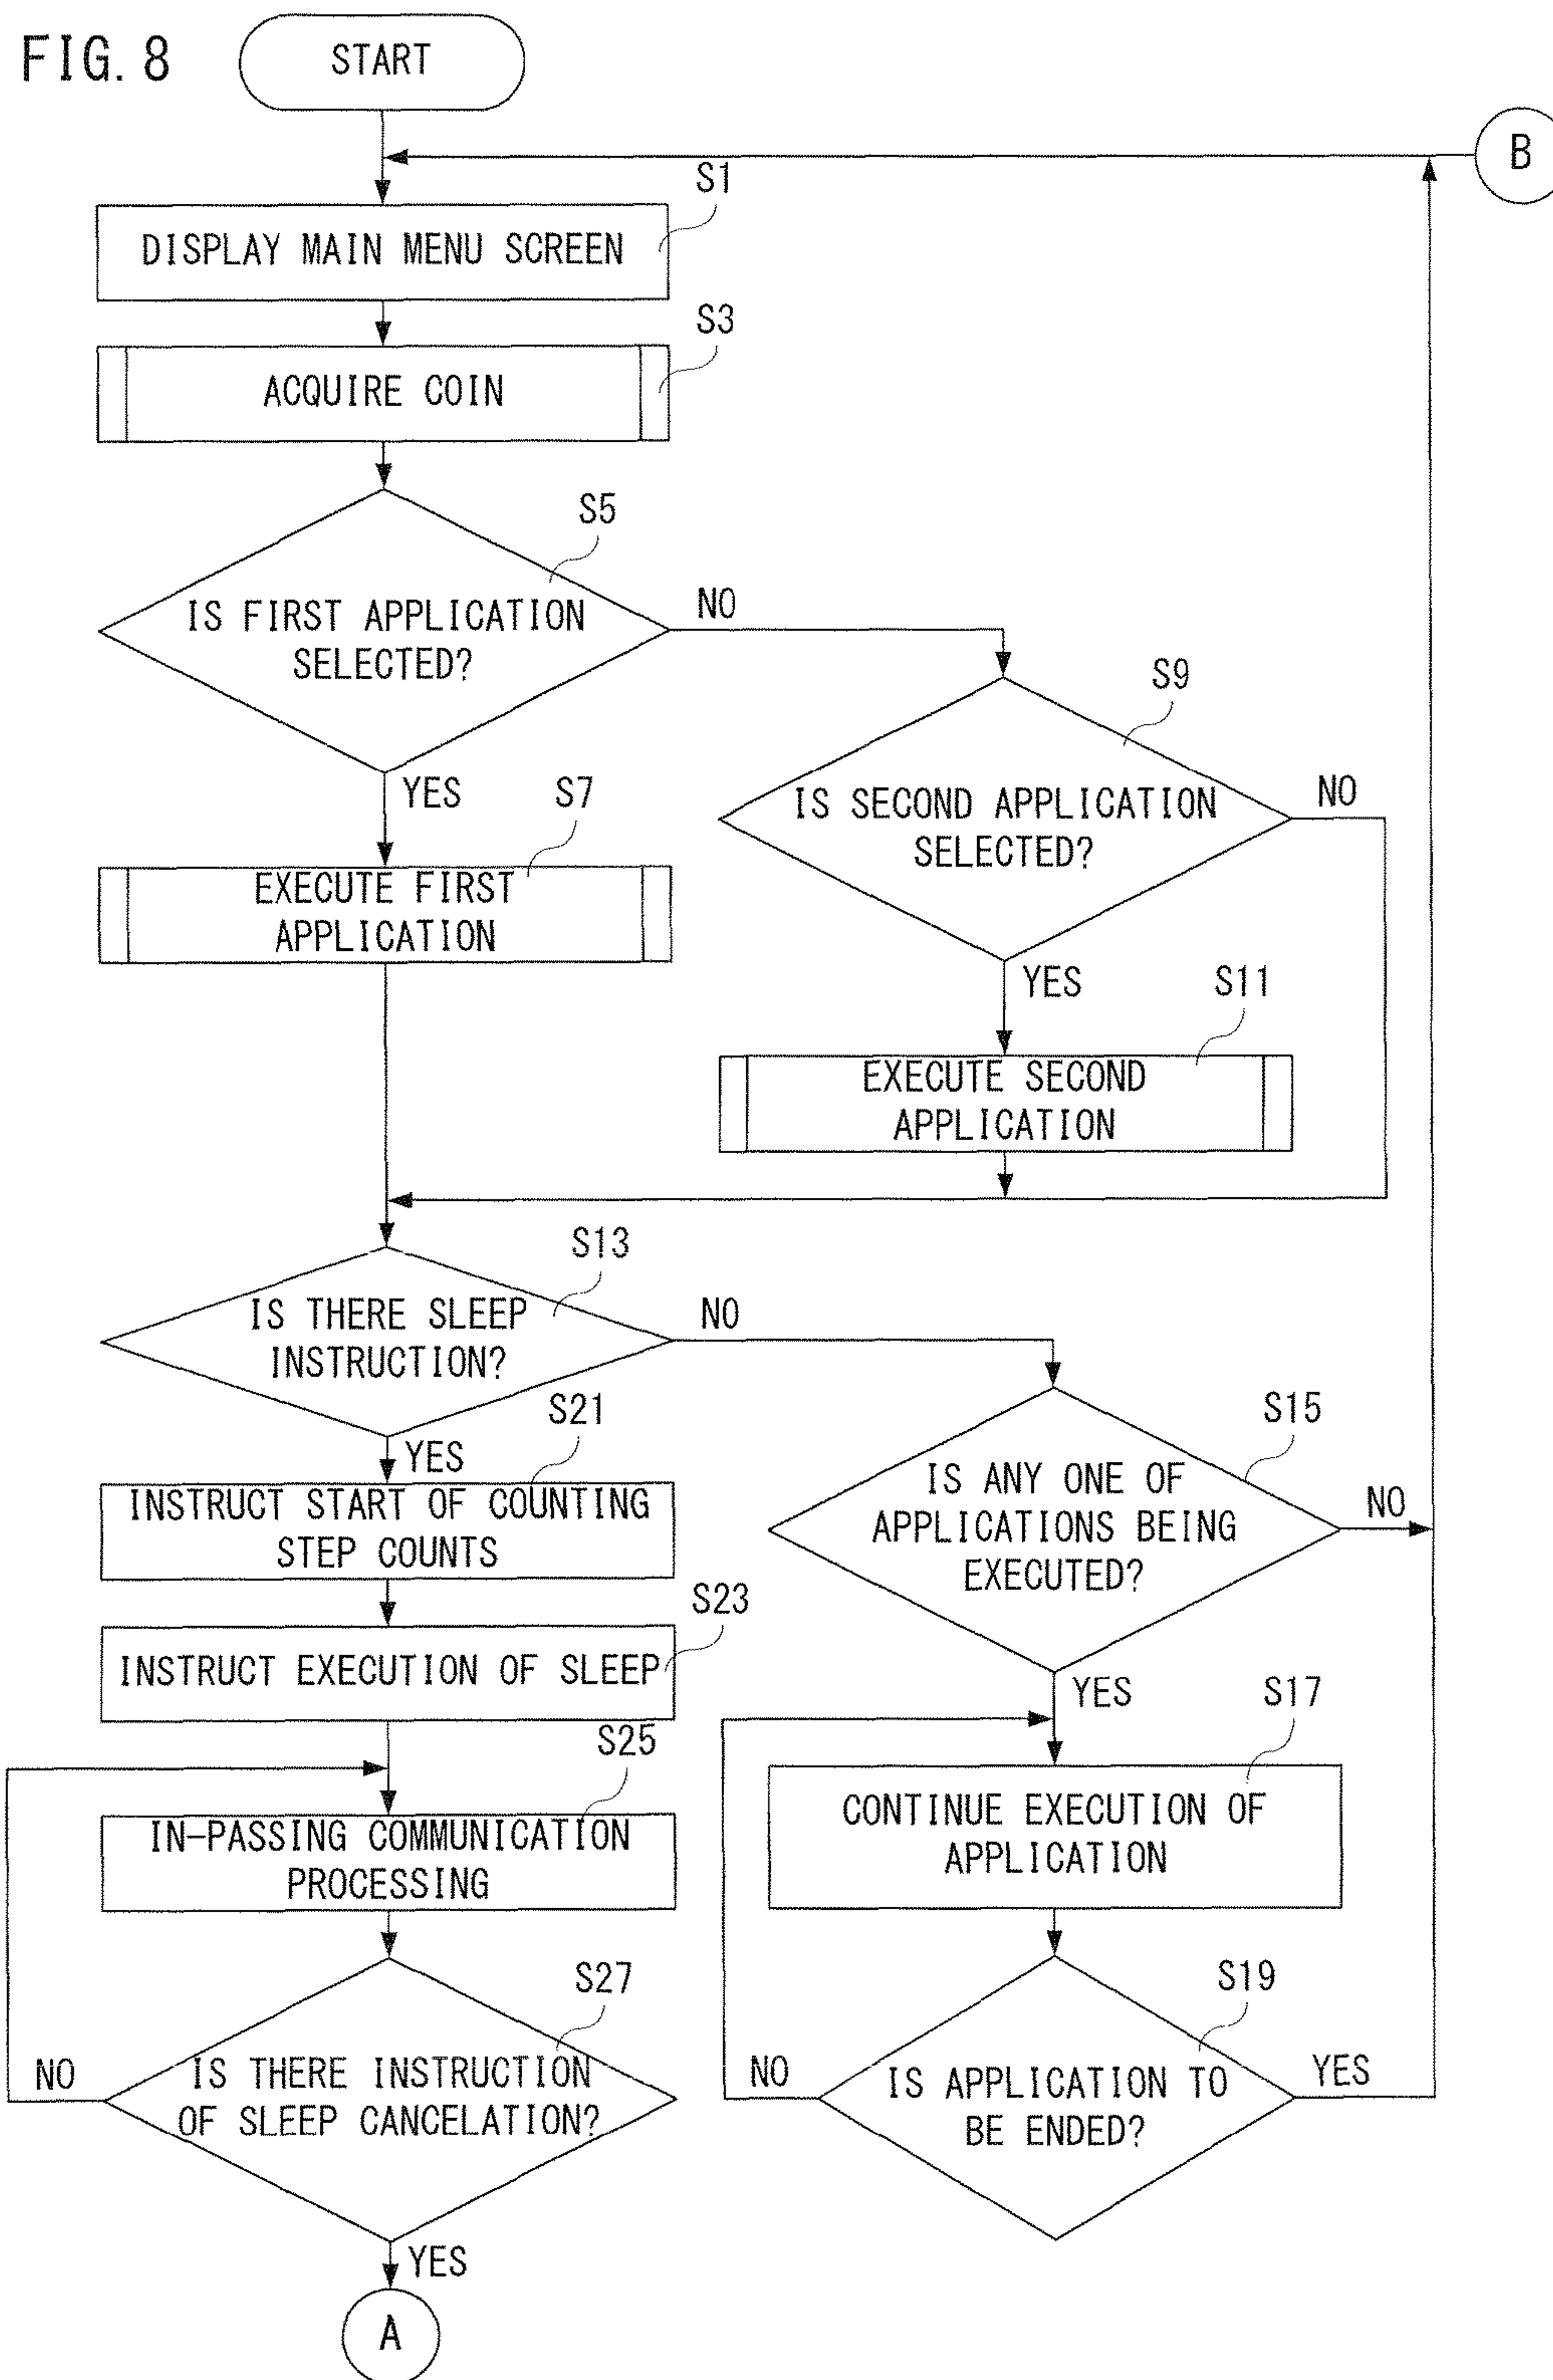 FIG. 8
START
B
S1
DISPLAY MAIN MENU SCREEN
S3
ACQUIRE COIN
S5
IS FIRST APPLICATION
SELECTED?
NO
YES
S7
EXECUTE FIRST
APPLICATION
S9
IS SECOND APPLICATION
SELECTED?
NO
YES
S11
EXECUTE SECOND
APPLICATION
S13
IS THERE SLEEP
INSTRUCTION?
NO
YES
S15
IS ANY ONE OF
APPLICATIONS BEING
EXECUTED?
NO
YES
S17
CONTINUE EXECUTION OF
APPLICATION
S19
IS APPLICATION TO
BE ENDED?
NO
YES
S21
INSTRUCT START OF COUNTING
STEP COUNTS
S23
INSTRUCT EXECUTION OF SLEEP
S25
IN-PASSING COMMUNICATION
PROCESSING
S27
IS THERE INSTRUCTION
OF SLEEP CANCELATION?
NO
YES
A